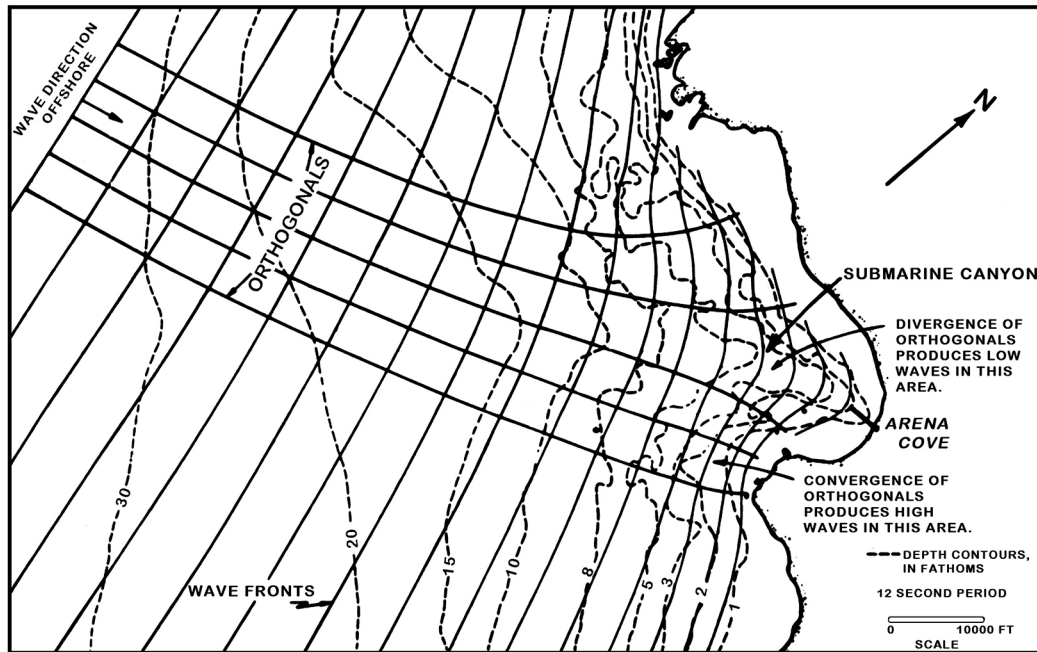 WAVE DIRECTION
OFFSHORE
ORTHOGONALS
N
SUBMARINE CANYON
DIVERGENCE OF
ORTHOGONALS
PRODUCES LOW
WAVES IN THIS
AREA.
ARENA
COVE
CONVERGENCE OF
ORTHOGONALS
PRODUCES HIGH
WAVES IN THIS AREA.
30
20
15
10
8
5
3
2
1
WAVE FRONTS
DEPTH CONTOURS,
IN FATHOMS
12 SECOND PERIOD
0 10000 FT
SCALE